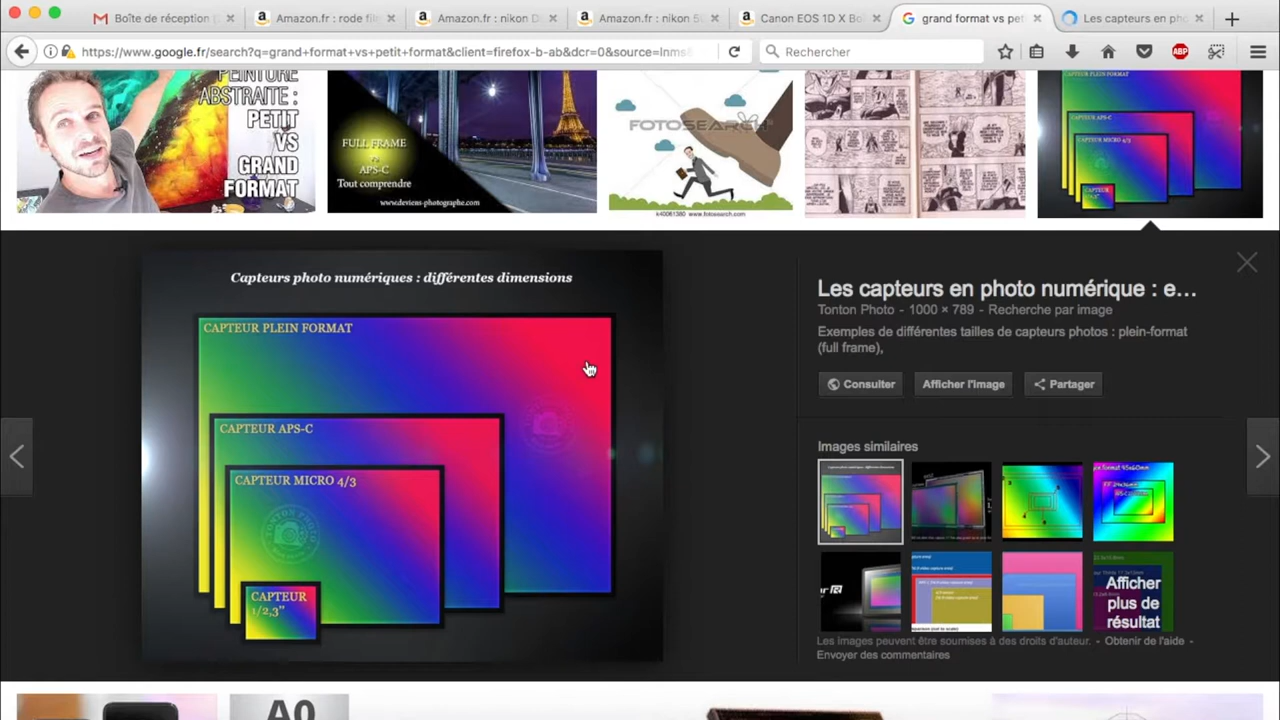 Boîte de réception
Amazon.fr : rode fil
Amazon.fr : nikon D
Amazon.fr : nikon 5
Canon EOS 1D X Bo
grand format vs pet
Les capteurs en pho
https://www.google.fr/search?q=grand+format+vs+petit+format&client=firefox-b-ab&dcr=0&source=lnms&
Rechercher
ABP
PEINTURE
ABSTRAITE :
PETIT
VS
GRAND
FORMAT
FULL FRAME
vs
APS-C
Tout comprendre
www.deviens-photographe.com
FOTOSEARCH
k40061380 www.fotosearch.com
CAPTEUR PLEIN FORMAT
CAPTEUR APS-C
CAPTEUR MICRO 4/3
CAPTEUR
Capteurs photo numériques : différentes dimensions
CAPTEUR PLEIN FORMAT
CAPTEUR APS-C
CAPTEUR MICRO 4/3
CAPTEUR
1/2,3”
Les capteurs en photo numérique : e...
Tonton Photo - 1000 × 789 - Recherche par image
Exemples de différentes tailles de capteurs photos : plein-format
(full frame),
Consulter
Afficher l'image
Partager
Images similaires
Afficher
plus de
résultat
Les images peuvent être soumises à des droits d'auteur. - Obtenir de l'aide -
Envoyer des commentaires
A0